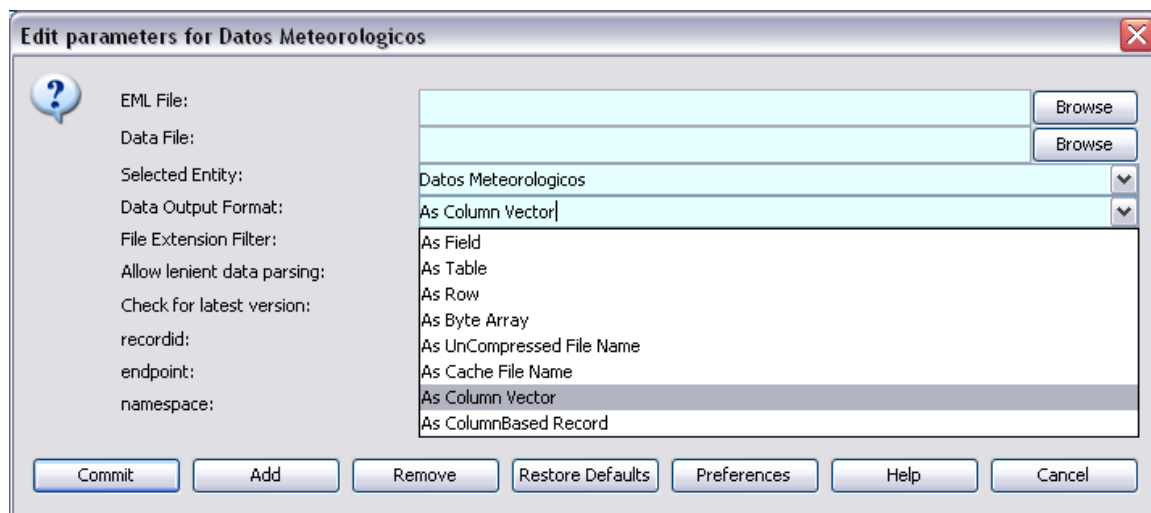 Edit parameters for Datos Meteorologicos
EML File:
Browse
Data File:
Browse
Selected Entity:
Datos Meteorologicos
Data Output Format:
As Column Vector
File Extension Filter:
Allow lenient data parsing:
Check for latest version:
recordid:
endpoint:
namespace:
As Field
As Table
As Row
As Byte Array
As UnCompressed File Name
As Cache File Name
As Column Vector
As ColumnBased Record
Commit
Add
Remove
Restore Defaults
Preferences
Help
Cancel